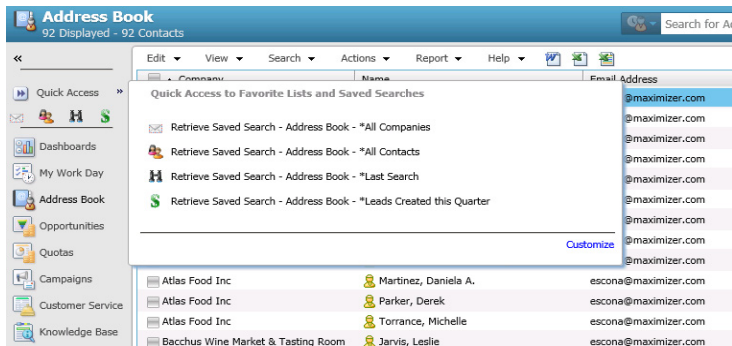 Address Book
92 Displayed - 92 Contacts
Search for Ad
«
Edit View Search Actions Report Help
Company Name Email Address
Quick Access »
Quick Access to Favorite Lists and Saved Searches
Retrieve Saved Search - Address Book - *All Companies
Retrieve Saved Search - Address Book - *All Contacts
Retrieve Saved Search - Address Book - *Last Search
Retrieve Saved Search - Address Book - *Leads Created this Quarter
Customize
@maximizer.com
@maximizer.com
@maximizer.com
@maximizer.com
@maximizer.com
@maximizer.com
@maximizer.com
@maximizer.com
@maximizer.com
Dashboards
My Work Day
Address Book
Opportunities
Quotas
Campaigns
Customer Service
Knowledge Base
Atlas Food Inc Martinez, Daniela A. escona@maximizer.com
Atlas Food Inc Parker, Derek escona@maximizer.com
Atlas Food Inc Torrance, Michelle escona@maximizer.com
Bacchus Wine Market & Tasting Room Jarvis, Leslie escona@maximizer.com